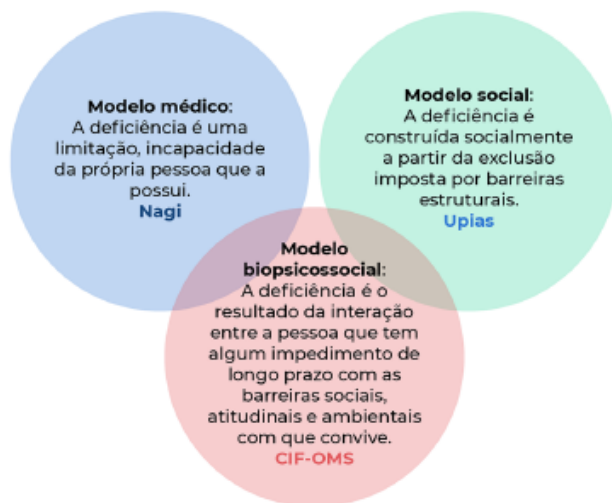 Modelo médico:
A deficiência é uma
limitação, incapacidade
da própria pessoa que a
possui.
Nagi
Modelo social:
A deficiência é
construída socialmente
a partir da exclusão
imposta por barreiras
estruturais.
Upias
Modelo
biopsicossocial:
A deficiência é o
resultado da interação
entre a pessoa que tem
algum impedimento de
longo prazo com as
barreiras sociais,
atitudinais e ambientais
com que convive.
CIF-OMS